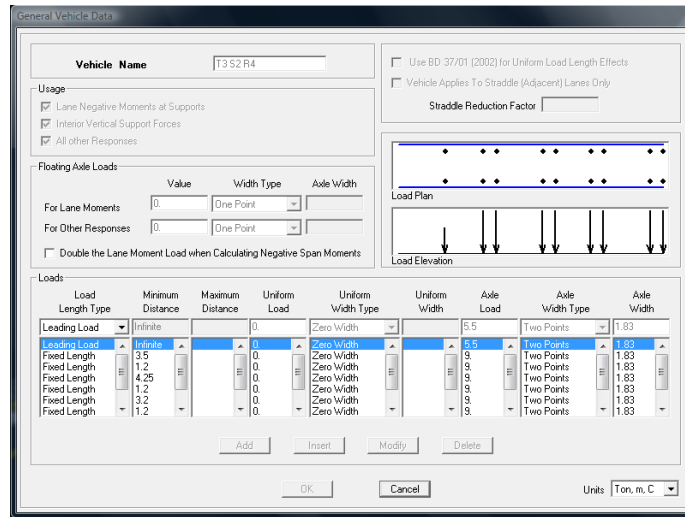 General Vehicle Data
Vehicle Name T3 S2 R4
Use BD 37/01 (2002) for Uniform Load Length Effects
Vehicle Applies To Straddle (Adjacent) Lanes Only
Straddle Reduction Factor
Usage
Lane Negative Moments at Supports
Interior Vertical Support Forces
All other Responses
Floating Axle Loads
Value Width Type Axle Width
For Lane Moments 0. One Point
For Other Responses 0. One Point
Double the Lane Moment Load when Calculating Negative Span Moments
Load Plan
Load Elevation
Loads
Load Minimum Maximum Uniform Uniform Uniform Axle Axle Axle
Length Type Distance Distance Load Width Type Width Load Width Type Width
Leading Load Infinite 0. Zero Width 5.5 Two Points 1.83
Leading Load Infinite 0. Zero Width 5.5 Two Points 1.83
Fixed Length 3.5 0. Zero Width 9. Two Points 1.83
Fixed Length 1.2 0. Zero Width 9. Two Points 1.83
Fixed Length 4.25 0. Zero Width 9. Two Points 1.83
Fixed Length 1.2 0. Zero Width 9. Two Points 1.83
Fixed Length 3.2 0. Zero Width 9. Two Points 1.83
Fixed Length 1.2 0. Zero Width 9. Two Points 1.83
Add Insert Modify Delete
OK Cancel Units Ton, m, C